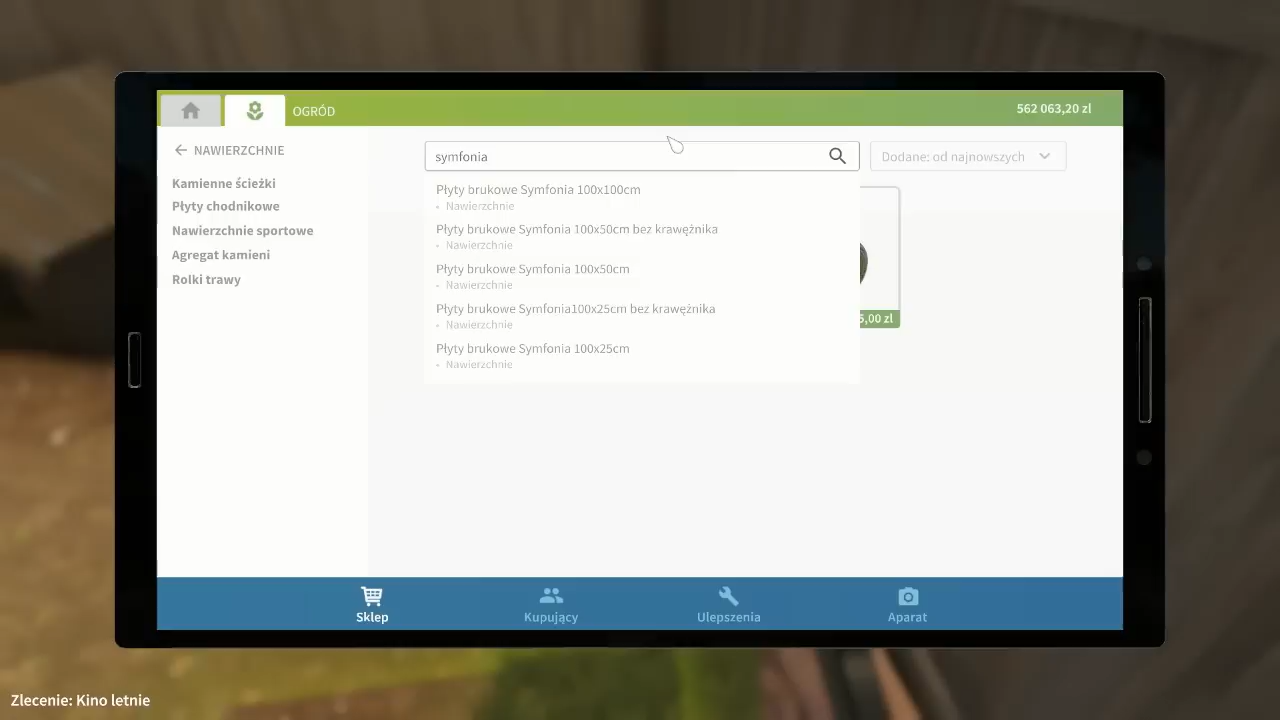 OGRÓD
562 063,20 zl
NAWIERZCHNIE
symfonia
Dodane: od najnowszych
Kamienne ścieżki
Płyty chodnikowe
Nawierzchnie sportowe
Agregat kamieni
Rolki trawy
Płyty brukowe Symfonia 100x100cm
• Nawierzchnie
Płyty brukowe Symfonia 100x50cm bez krawężnika
• Nawierzchnie
Płyty brukowe Symfonia 100x50cm
• Nawierzchnie
Płyty brukowe Symfonia100x25cm bez krawężnika
• Nawierzchnie
Płyty brukowe Symfonia 100x25cm
• Nawierzchnie
5,00 zl
Sklep
Kupujący
Ulepszenia
Aparat
Zlecenie: Kino letnie